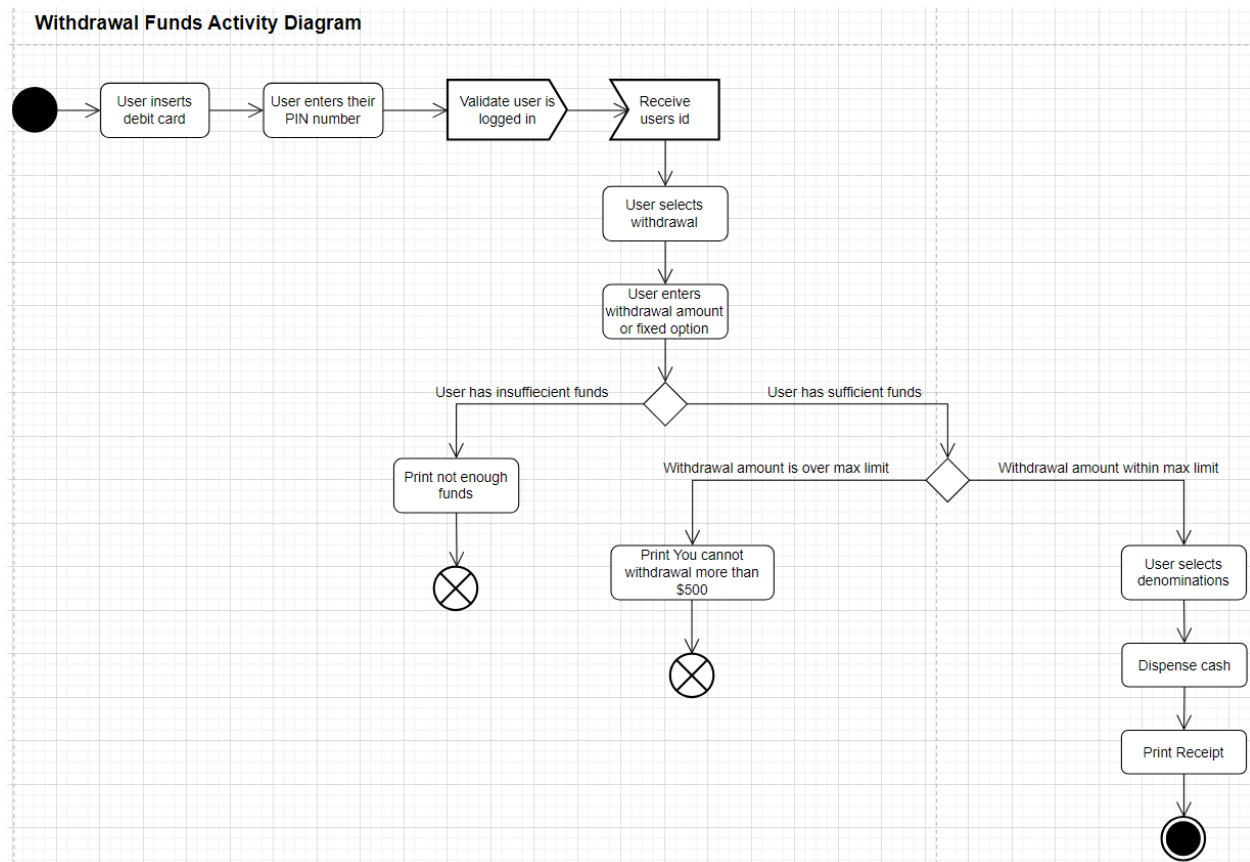 Withdrawal Funds Activity Diagram
User inserts
debit card
User enters their
PIN number
Validate user is
logged in
Receive
users id
User selects
withdrawal
User enters
withdrawal amount
or fixed option
User has insuffiecient funds
User has sufficient funds
Print not enough
funds
Withdrawal amount is over max limit
Withdrawal amount within max limit
Print You cannot
withdrawal more than
$500
User selects
denominations
Dispense cash
Print Receipt